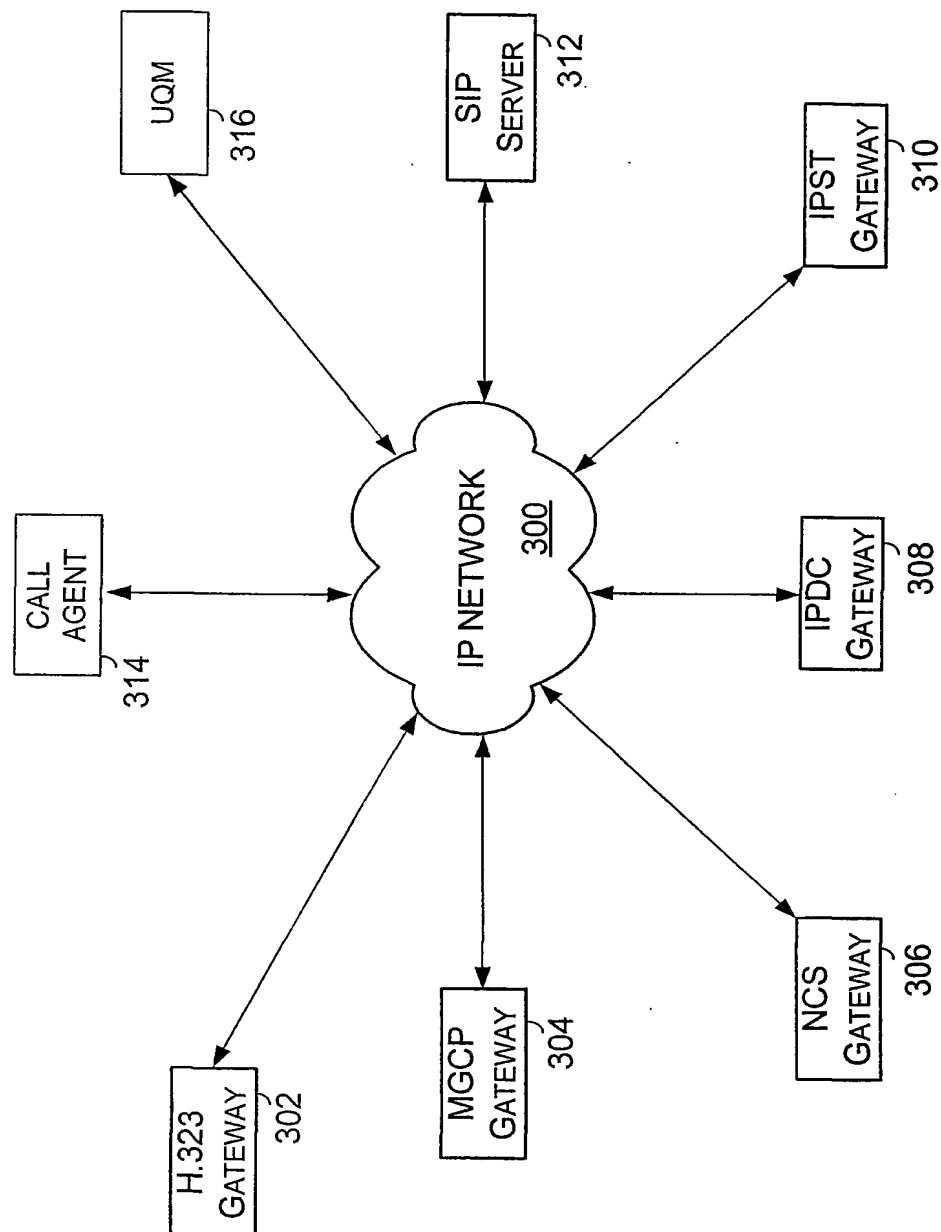 CALL
AGENT
314
UQM
316
H.323
GATEWAY
302
MGCP
GATEWAY
304
IP NETWORK
300
SIP
SERVER
312
NCS
GATEWAY
306
IPDC
GATEWAY
308
IPST
GATEWAY
310